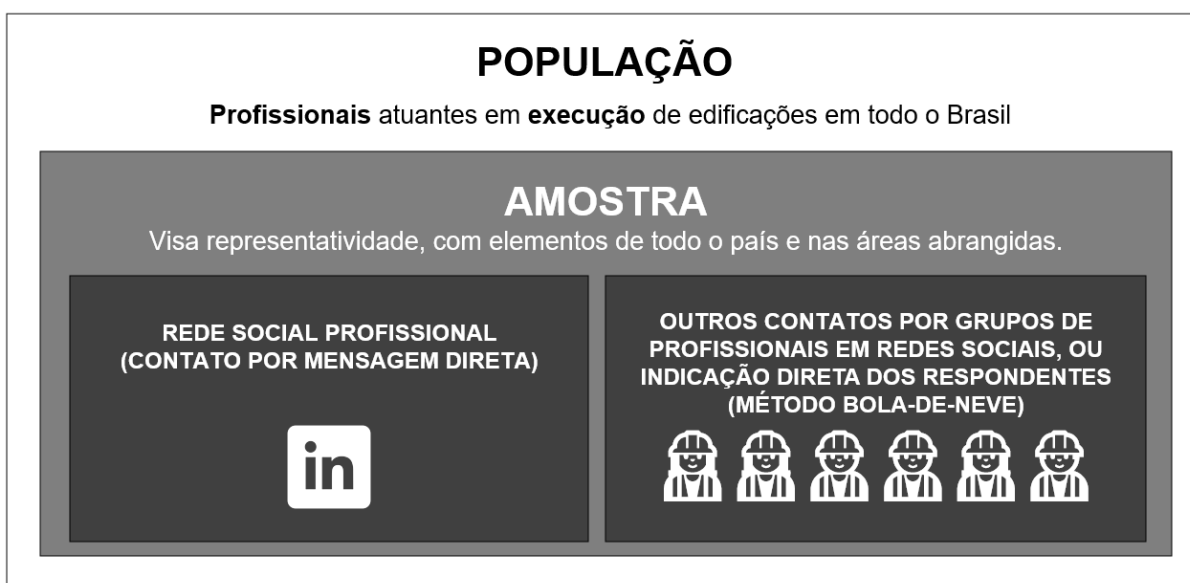 POPULAÇÃO
Profissionais atuantes em execução de edificações em todo o Brasil
AMOSTRA
Visa representatividade, com elementos de todo o país e nas áreas abrangidas.
REDE SOCIAL PROFISSIONAL
(CONTATO POR MENSAGEM DIRETA)
in
OUTROS CONTATOS POR GRUPOS DE
PROFISSIONAIS EM REDES SOCIAIS, OU
INDICAÇÃO DIRETA DOS RESPONDENTES
(MÉTODO BOLA-DE-NEVE)